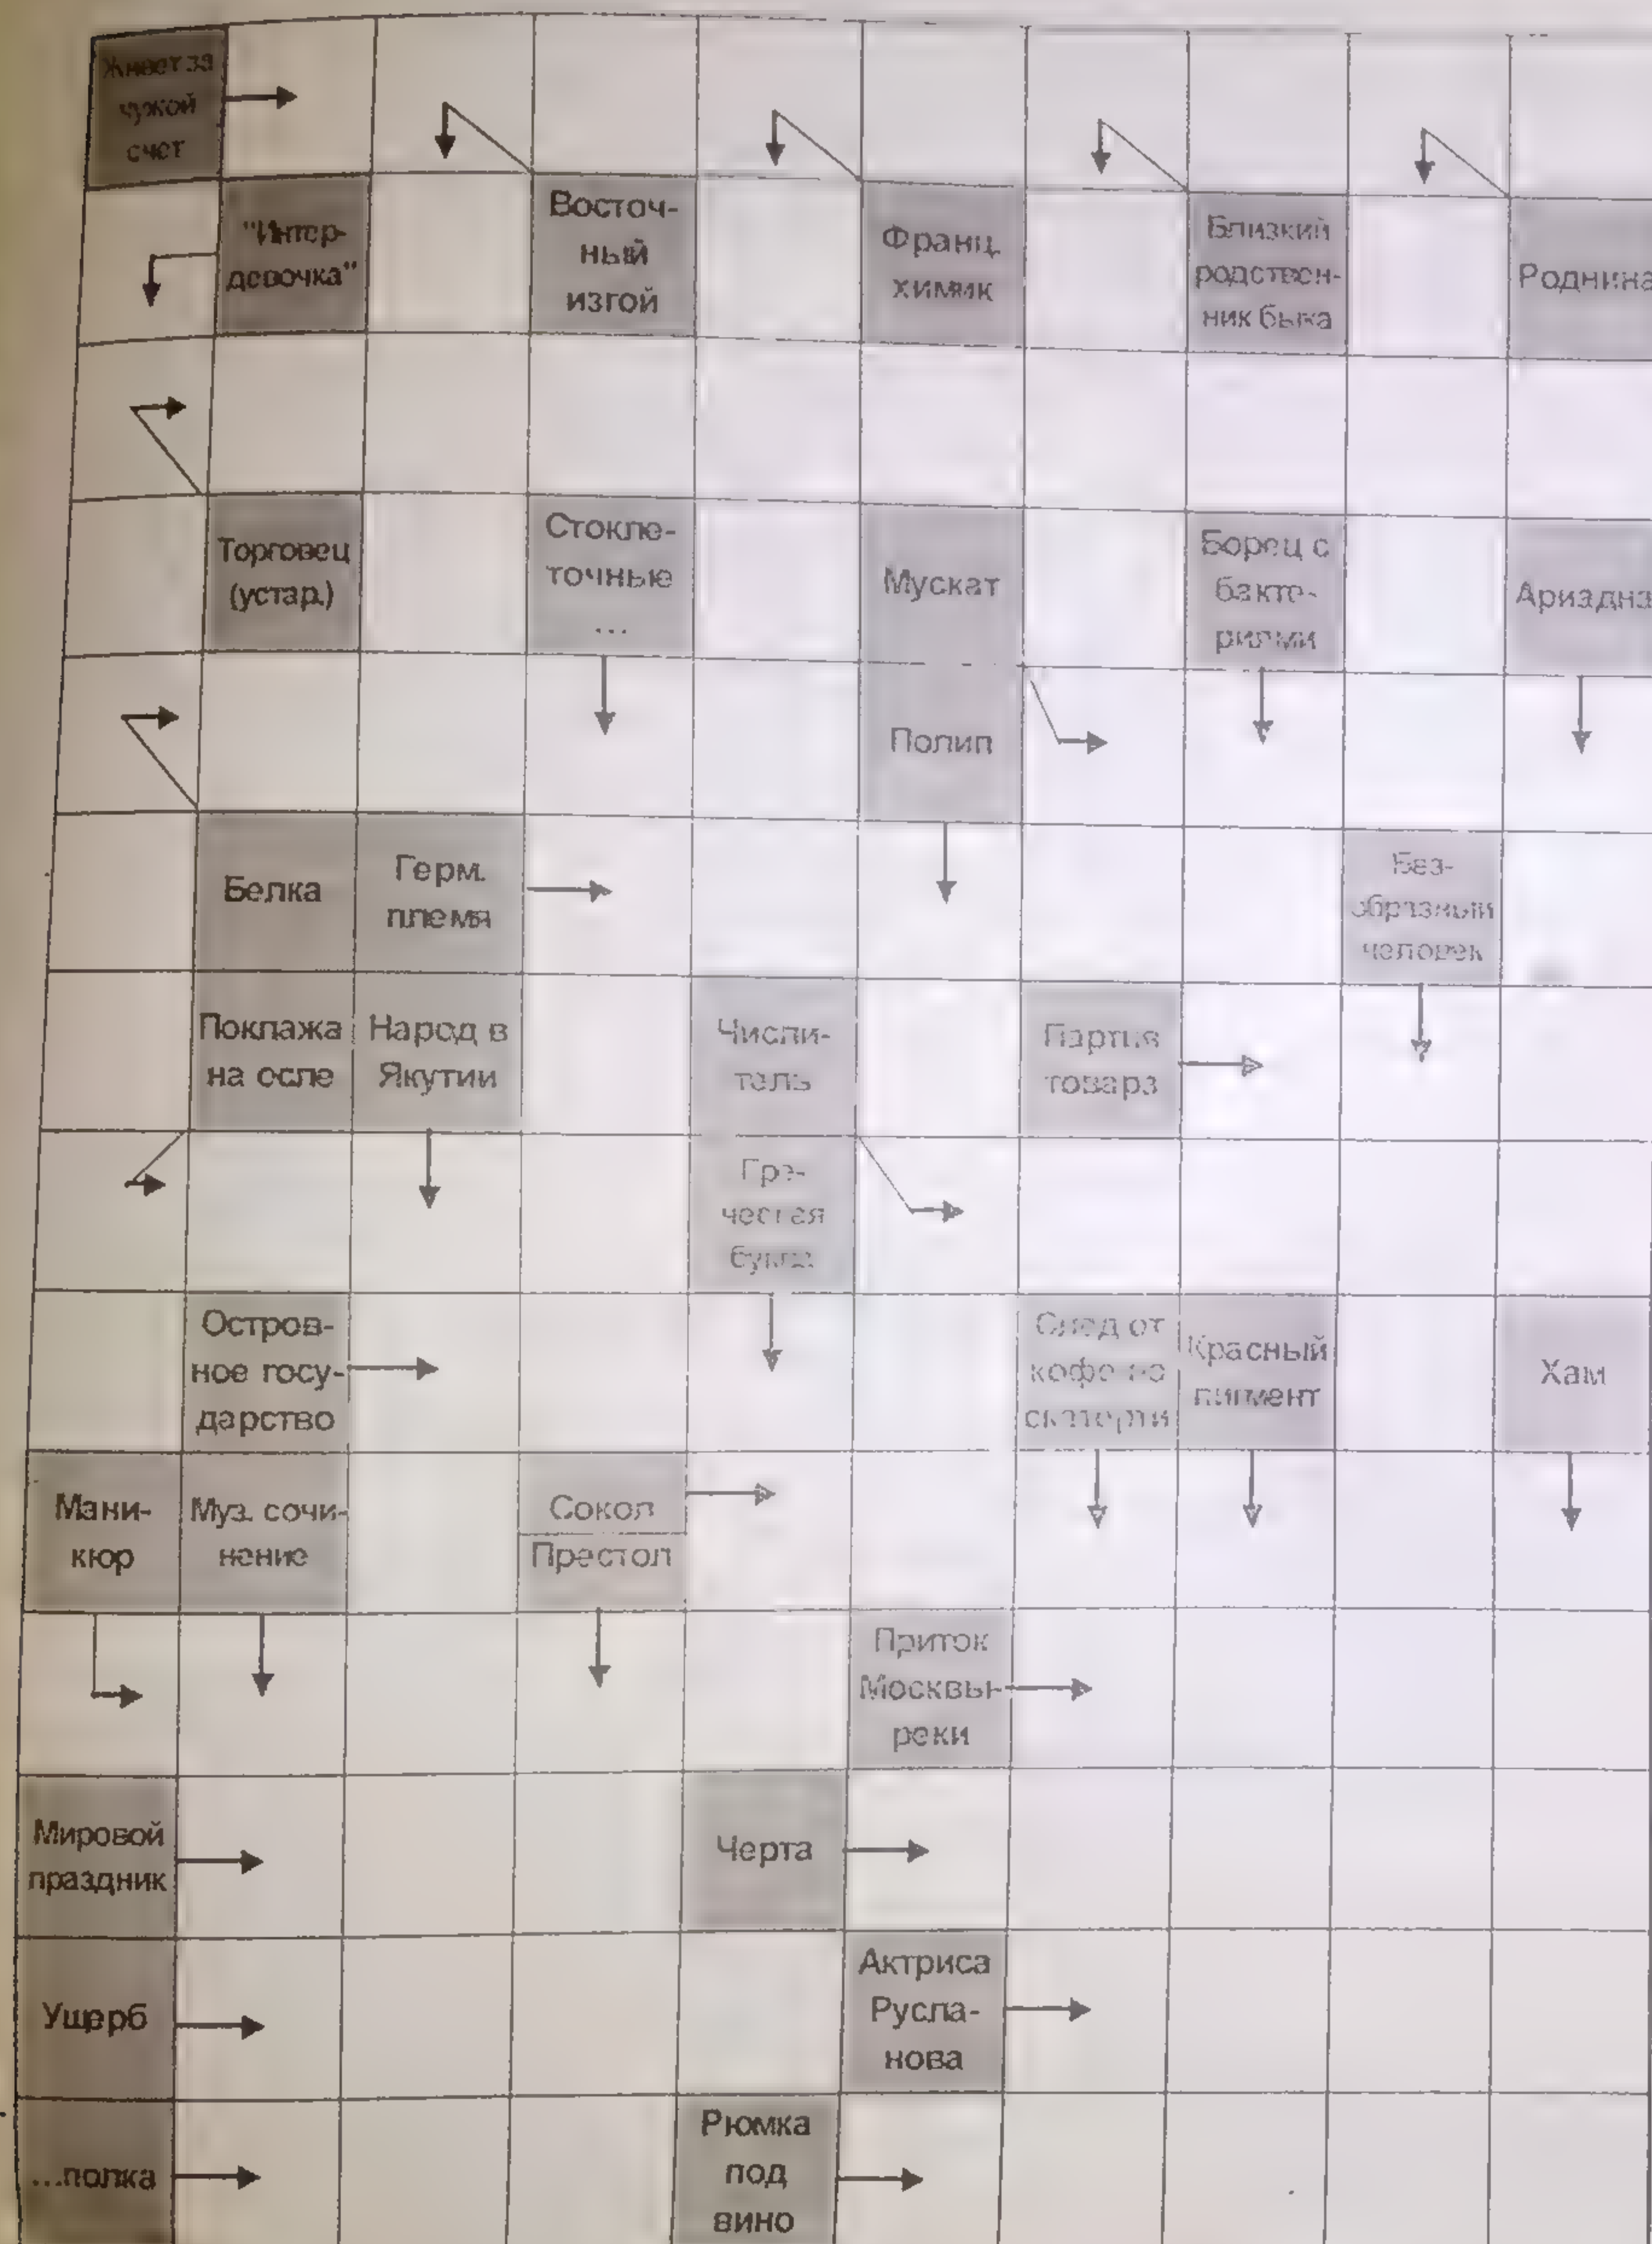 Живет за
чужой
счет
"Интер-
девочка"
Восточ-
ный
изгой
Франц.
химик
Близкий
родствен-
ник быка
Роднина
Торговец
(устар.)
Стокле-
точные
...
Мускат
Борец с
бакте-
риями
Ариадна
Полип
Белка
Герм.
племя
Без-
образный
человек
Поклажа
на осле
Народ в
Якутии
Числи-
тель
Партия
товара
Гре-
ческая
буква
Остров-
ное госу-
дарство
След от
кофе на
скатерти
Красный
пигмент
Хам
Мани-
кюр
Муз. сочи-
нение
Сокол
Престол
Приток
Москвы-
реки
Мировой
праздник
Черта
Ущерб
Актриса
Русла-
нова
...полка
Рюмка
под
вино